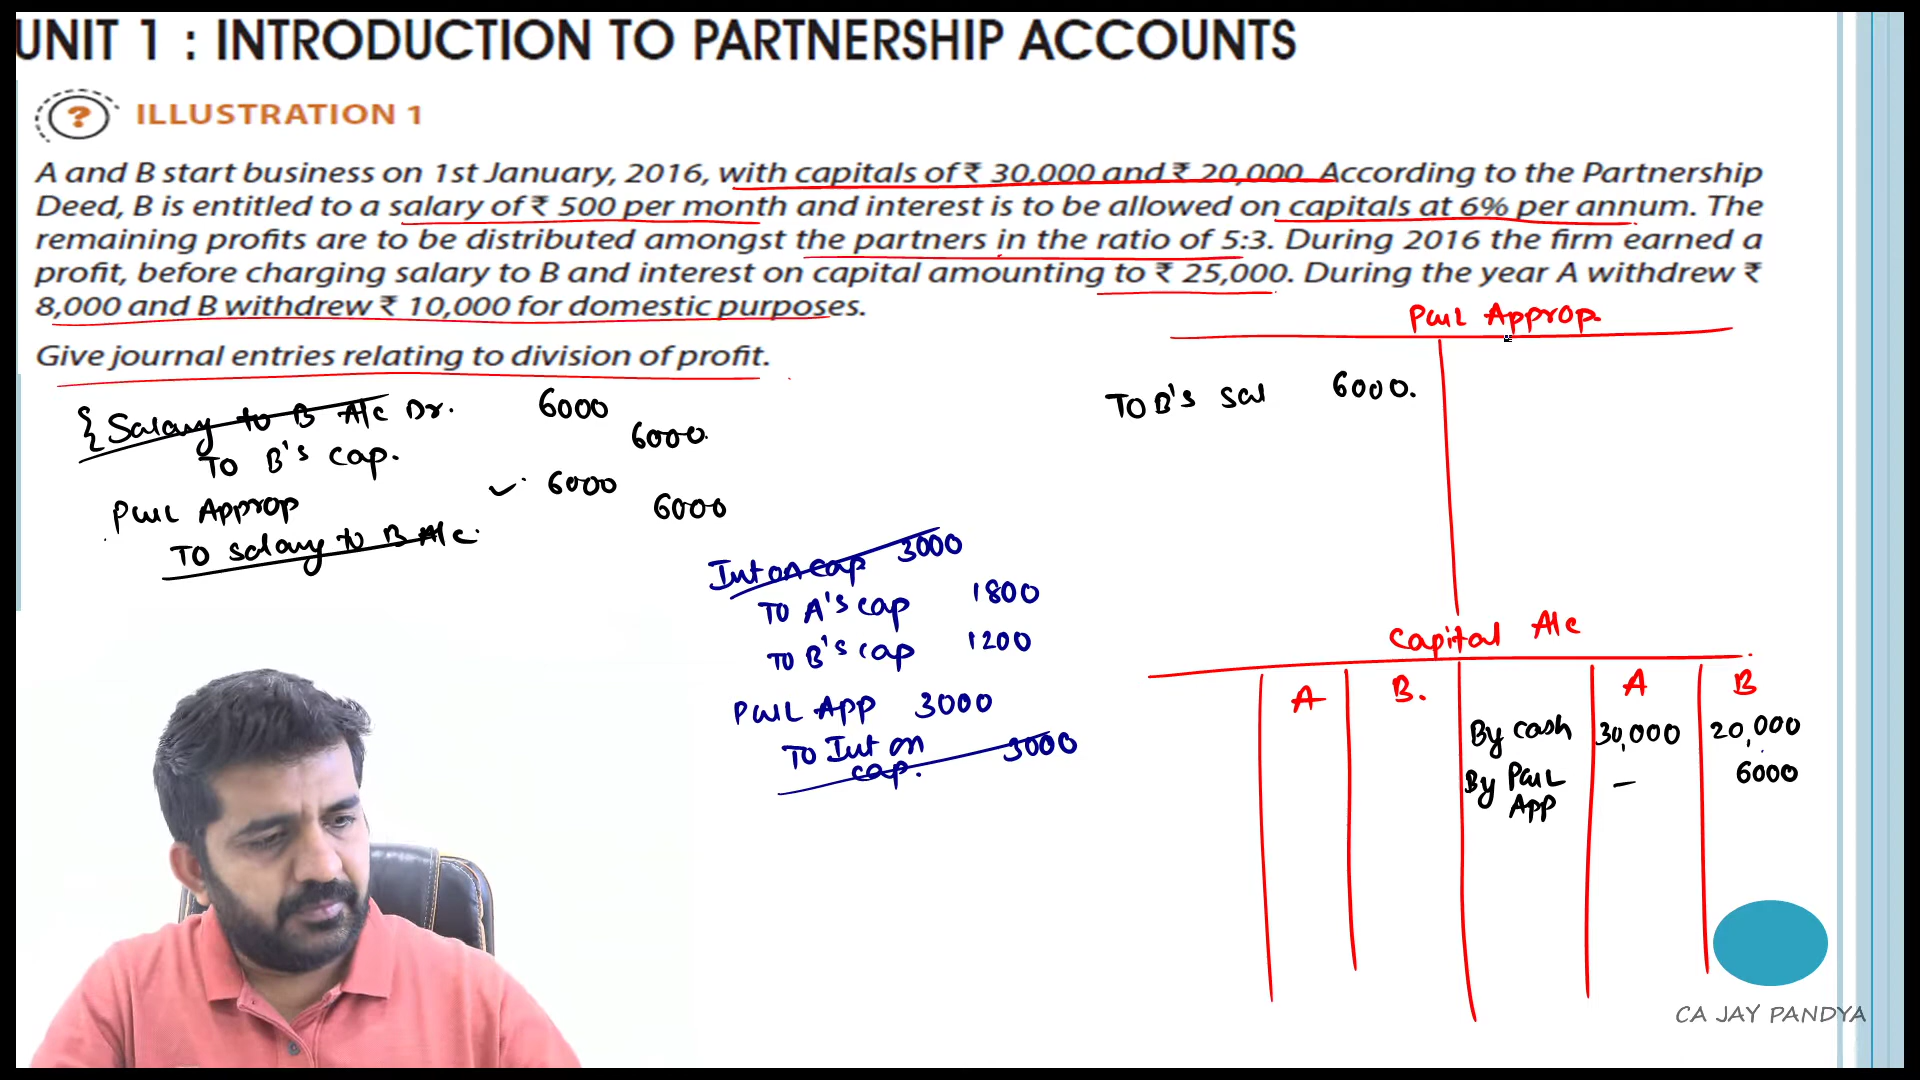 UNIT 1 : INTRODUCTION TO PARTNERSHIP ACCOUNTS
? ILLUSTRATION 1
A and B start business on 1st January, 2016, with capitals of ₹ 30,000 and ₹ 20,000. According to the Partnership
Deed, B is entitled to a salary of ₹ 500 per month and interest is to be allowed on capitals at 6% per annum. The
remaining profits are to be distributed amongst the partners in the ratio of 5:3. During 2016 the firm earned a
profit, before charging salary to B and interest on capital amounting to ₹ 25,000. During the year A withdrew ₹
8,000 and B withdrew ₹ 10,000 for domestic purposes.
Give journal entries relating to division of profit.
Salary to B A/c Dr. 6000
To B's cap. 6000.
P&L Approp 6000
To salary to B A/c 6000
Int on cap 3000
To A's cap 1800
To B's cap 1200
P&L App 3000
To Int on 3000
cap.
P&L Approp
To B's Sal 6000.
Capital A/c
A B. A B
By cash 30,000 20,000
By P&L — 6000
App
CA JAY PANDYA